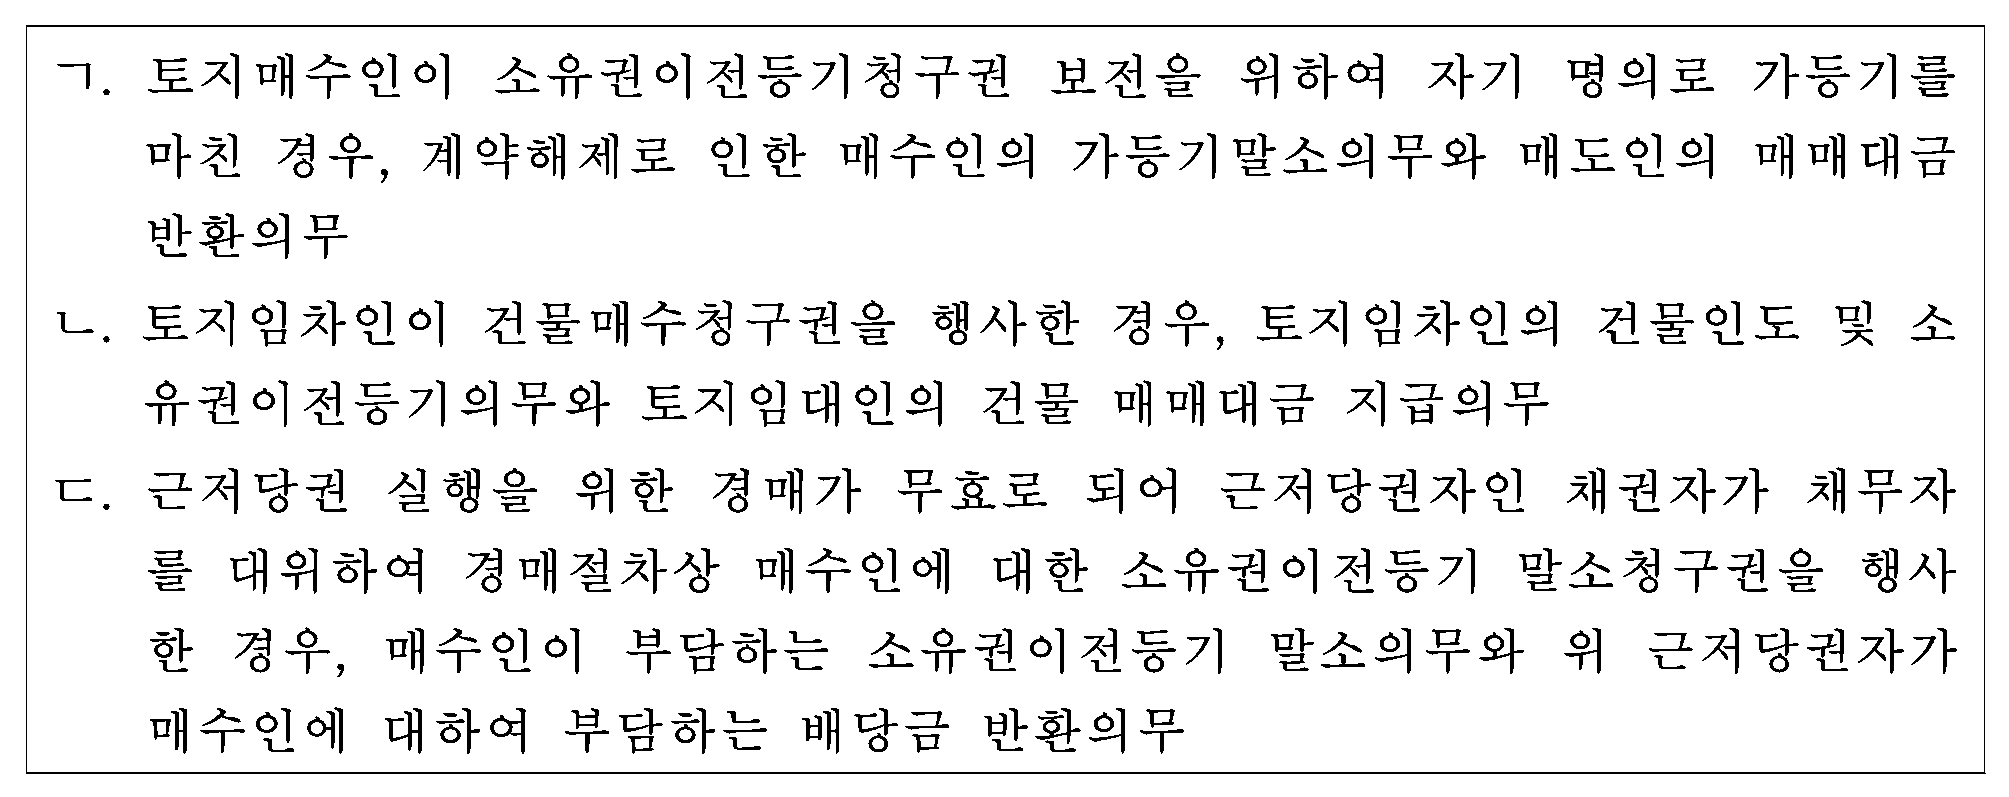 ㄱ. 토지매수인이 소유권이전등기청구권 보전을 위하여 자기 명의로 가등기를
마친 경우, 계약해제로 인한 매수인의 가등기말소의무와 매도인의 매매대금
반환의무
ㄴ. 토지임차인이 건물매수청구권을 행사한 경우, 토지임차인의 건물인도 및 소
유권이전등기의무와 토지임대인의 건물 매매대금 지급의무
ㄷ. 근저당권 실행을 위한 경매가 무효로 되어 근저당권자인 채권자가 채무자
를 대위하여 경매절차상 매수인에 대한 소유권이전등기 말소청구권을 행사
한 경우, 매수인이 부담하는 소유권이전등기 말소의무와 위 근저당권자가
매수인에 대하여 부담하는 배당금 반환의무